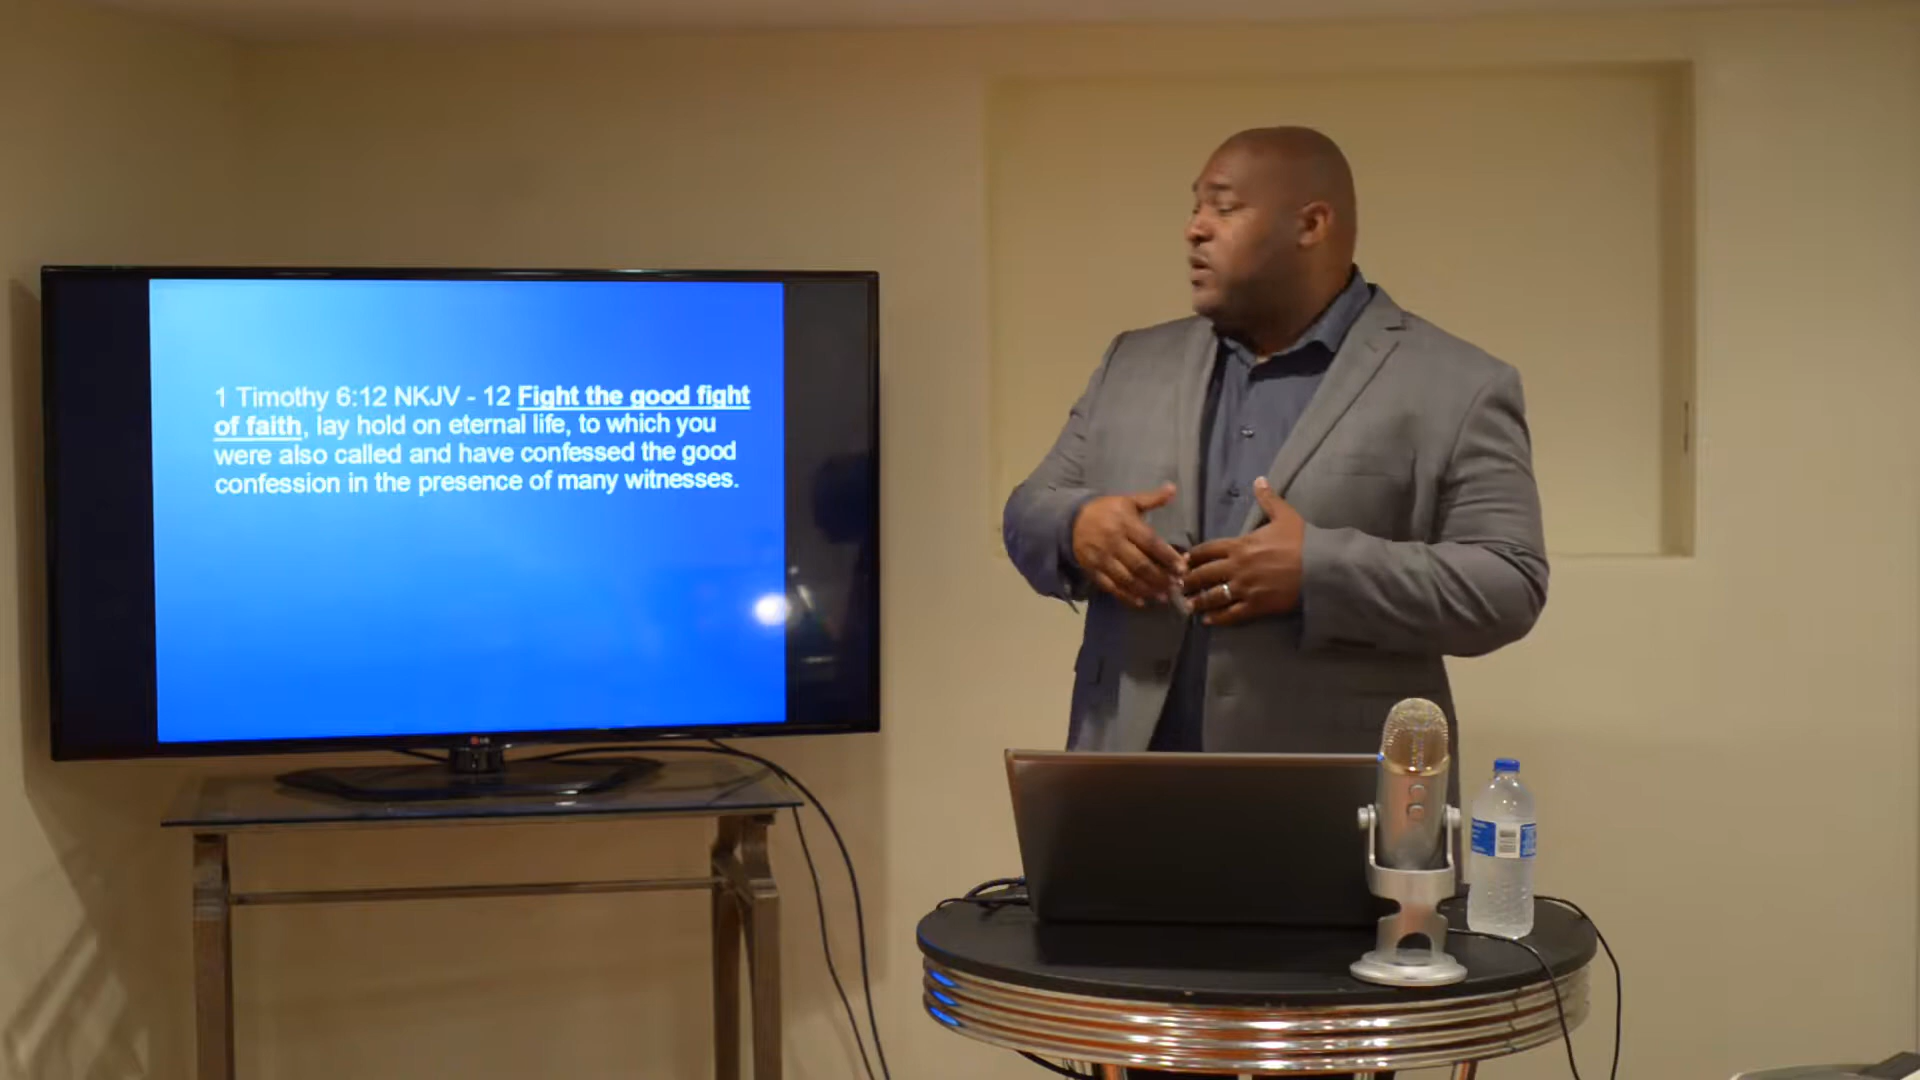 1 Timothy 6:12 NKJV - 12 Fight the good fight
of faith, lay hold on eternal life, to which you
were also called and have confessed the good
confession in the presence of many witnesses.
LG